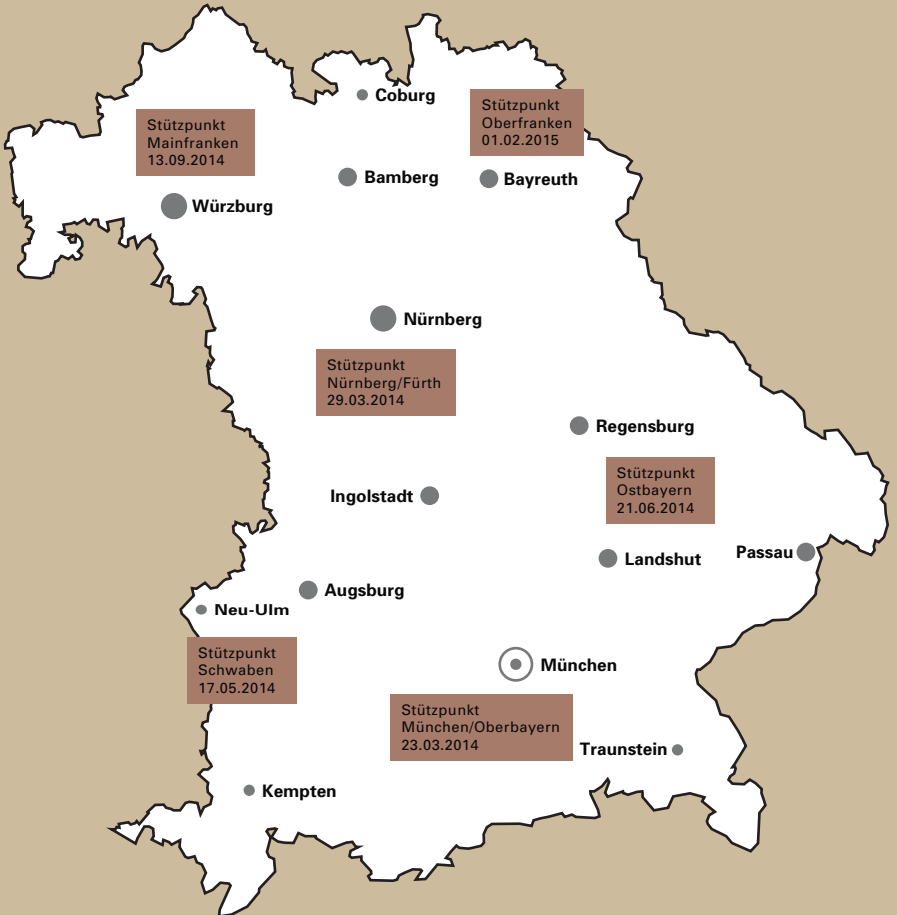 Coburg
Stützpunkt
Oberfranken
01.02.2015
Stützpunkt
Mainfranken
13.09.2014
Bamberg
Bayreuth
Würzburg
Nürnberg
Stützpunkt
Nürnberg/Fürth
29.03.2014
Regensburg
Stützpunkt
Ostbayern
21.06.2014
Ingolstadt
Landshut
Passau
Augsburg
Neu-Ulm
Stützpunkt
Schwaben
17.05.2014
München
Stützpunkt
München/Oberbayern
23.03.2014
Traunstein
Kempten